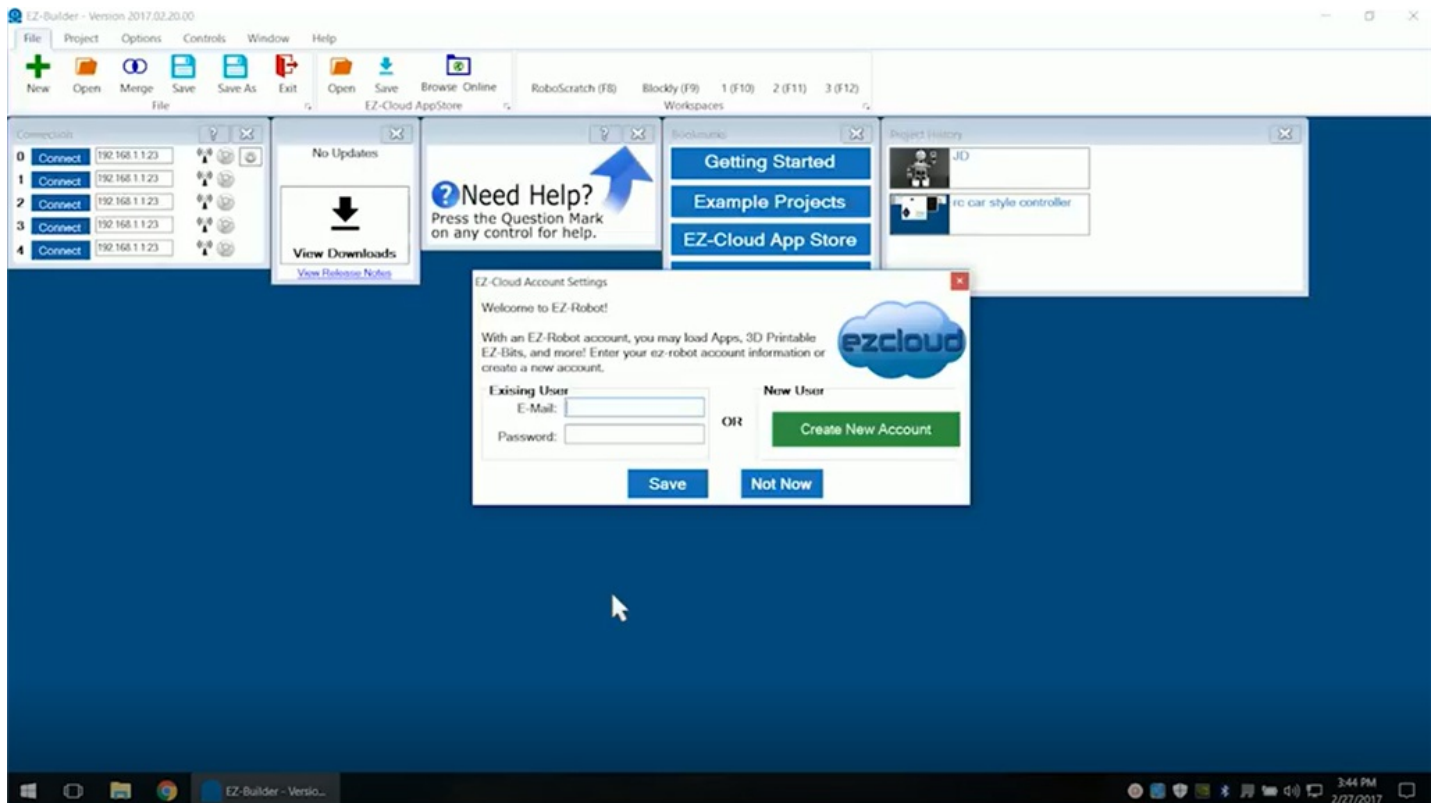 EZ-Builder - Version 2017.02.20.00
File Project Options Controls Window Help
New Open Merge Save Save As Exit Open Save Browse Online RoboScratch (F8) Blockly (F9) 1 (F10) 2 (F11) 3 (F12)
File EZ-Cloud AppStore Workspaces
Connection
0 Connect 192.168.1.1:23
1 Connect 192.168.1.1:23
2 Connect 192.168.1.1:23
3 Connect 192.168.1.1:23
4 Connect 192.168.1.1:23
No Updates
View Downloads
View Release Notes
? Need Help?
Press the Question Mark
on any control for help.
Bookmarks
Getting Started
Example Projects
EZ-Cloud App Store
Project History
JD
rc car style controller
EZ-Cloud Account Settings
Welcome to EZ-Robot!
With an EZ-Robot account, you may load Apps, 3D Printable
EZ-Bits, and more! Enter your ez-robot account information or
create a new account.
ezcloud
Exising User
E-Mail:
Password:
OR
New User
Create New Account
Save
Not Now
EZ-Builder - Versio...
3:44 PM
2/27/2017